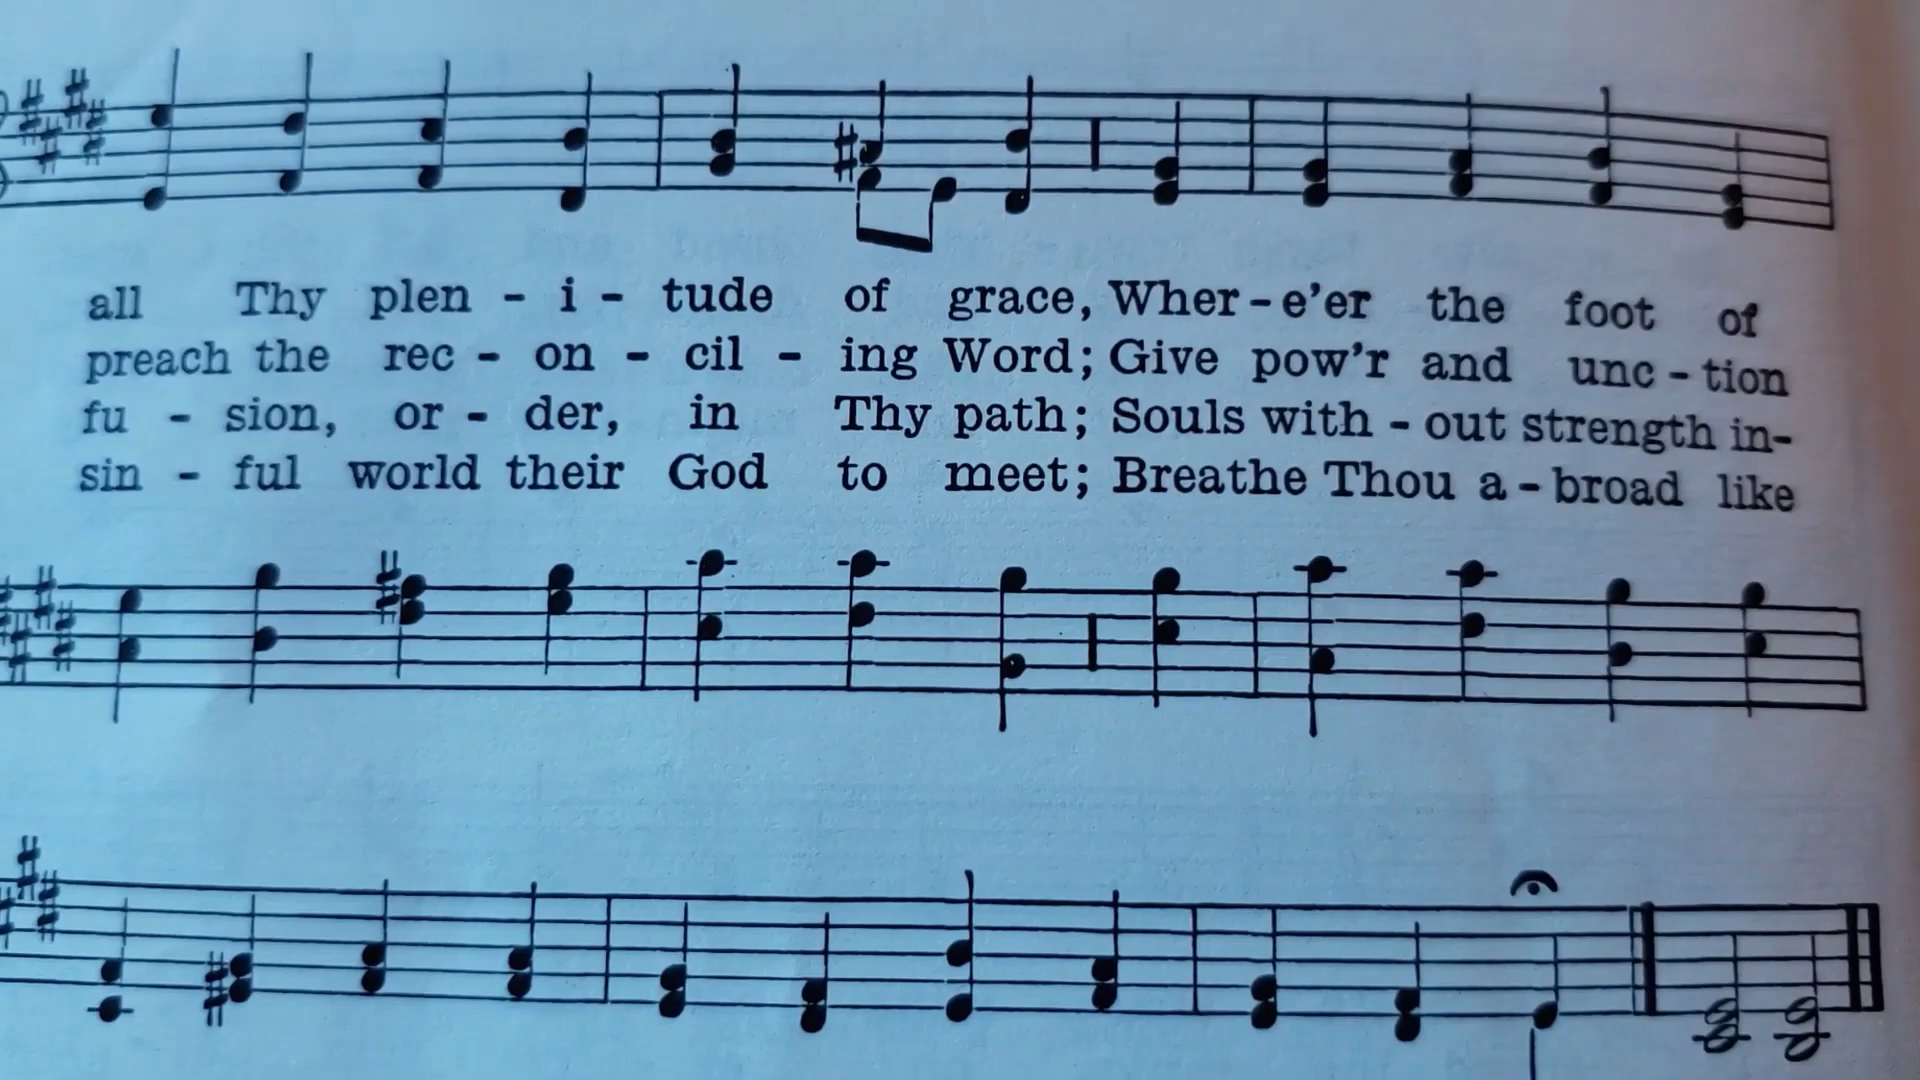 all Thy plen - i - tude of grace, Wher - e'er the foot of
preach the rec - on - cil - ing Word; Give pow'r and unc - tion
fu - sion, or - der, in Thy path; Souls with - out strength in-
sin - ful world their God to meet; Breathe Thou a - broad like